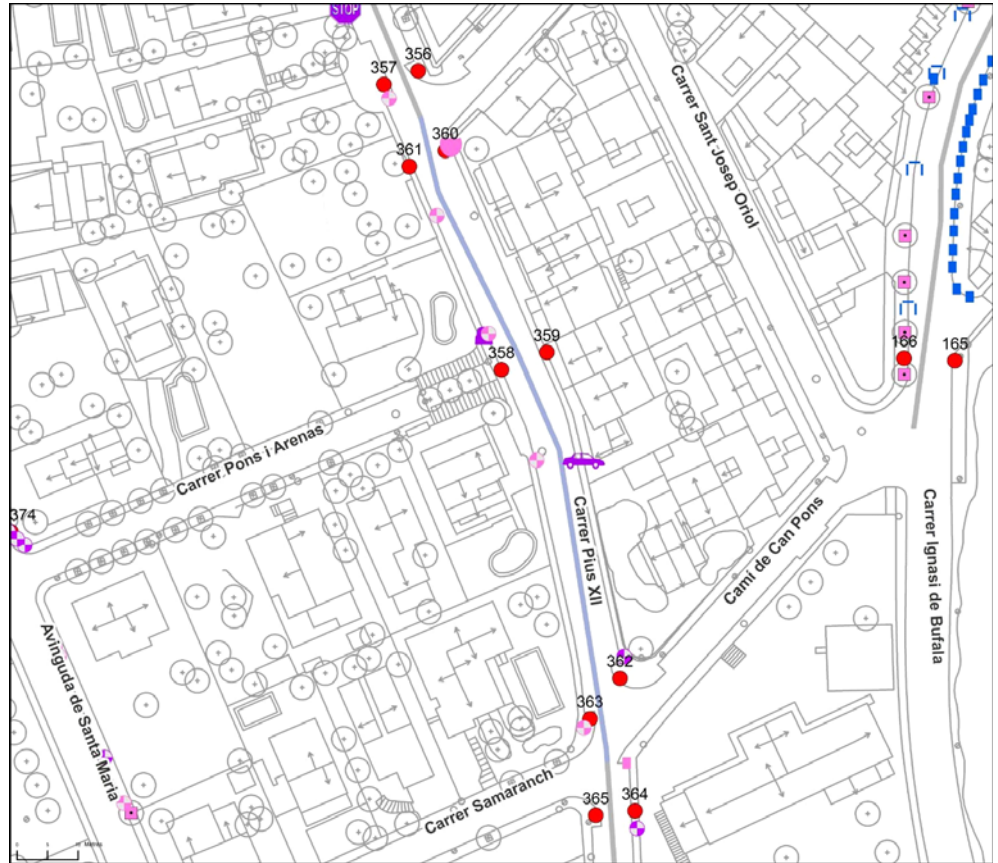 STOP
356
357
360
361
Carrer Sant Josep Oriol
359
358
166
165
Carrer Pons i Arenas
374
Carrer Pius XII
Camí de Can Pons
Carrer Ignasi de Bufala
Avinguda de Santa Maria
362
363
Carrer Samaranch
365
364
0
Metres